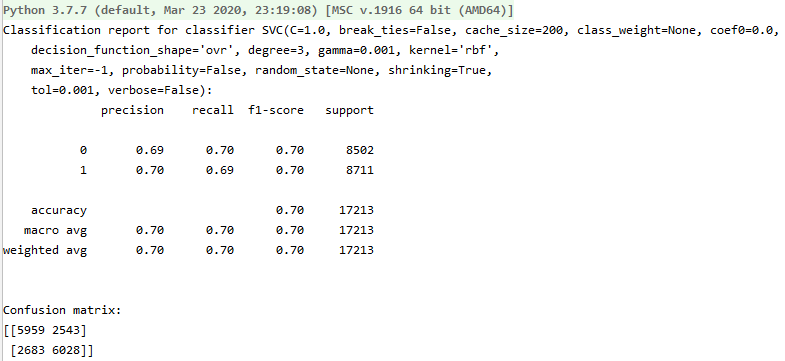 Python 3.7.7 (default, Mar 23 2020, 23:19:08) [MSC v.1916 64 bit (AMD64)]
Classification report for classifier SVC(C=1.0, break_ties=False, cache_size=200, class_weight=None, coef0=0.0,
    decision_function_shape='ovr', degree=3, gamma=0.001, kernel='rbf',
    max_iter=-1, probability=False, random_state=None, shrinking=True,
    tol=0.001, verbose=False):
              precision    recall  f1-score   support
           0       0.69      0.70      0.70      8502
           1       0.70      0.69      0.70      8711
    accuracy                           0.70     17213
   macro avg       0.70      0.70      0.70     17213
weighted avg       0.70      0.70      0.70     17213
Confusion matrix:
[[5959 2543]
 [2683 6028]]